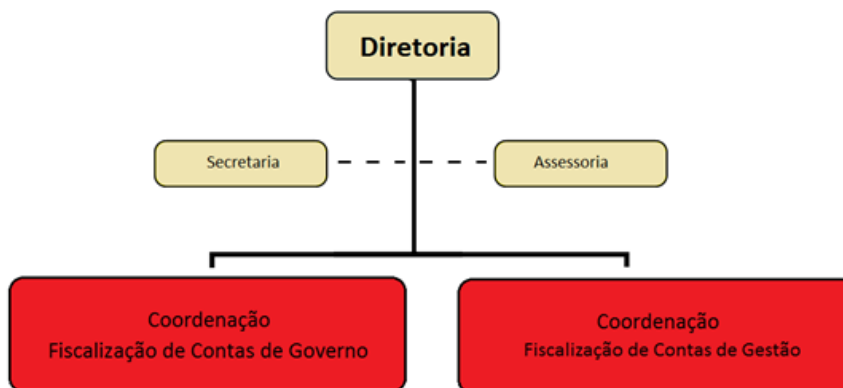 Diretoria
Secretaria
Assessoria
Coordenação
Fiscalização de Contas de Governo
Coordenação
Fiscalização de Contas de Gestão